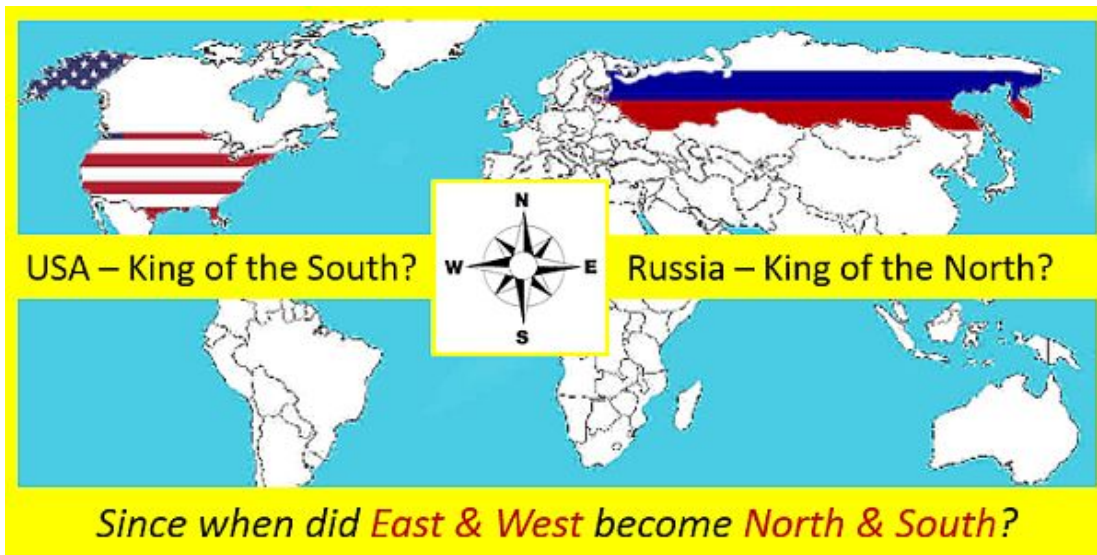 N
W
E
S
USA – King of the South?
Russia – King of the North?
Since when did East & West become North & South?